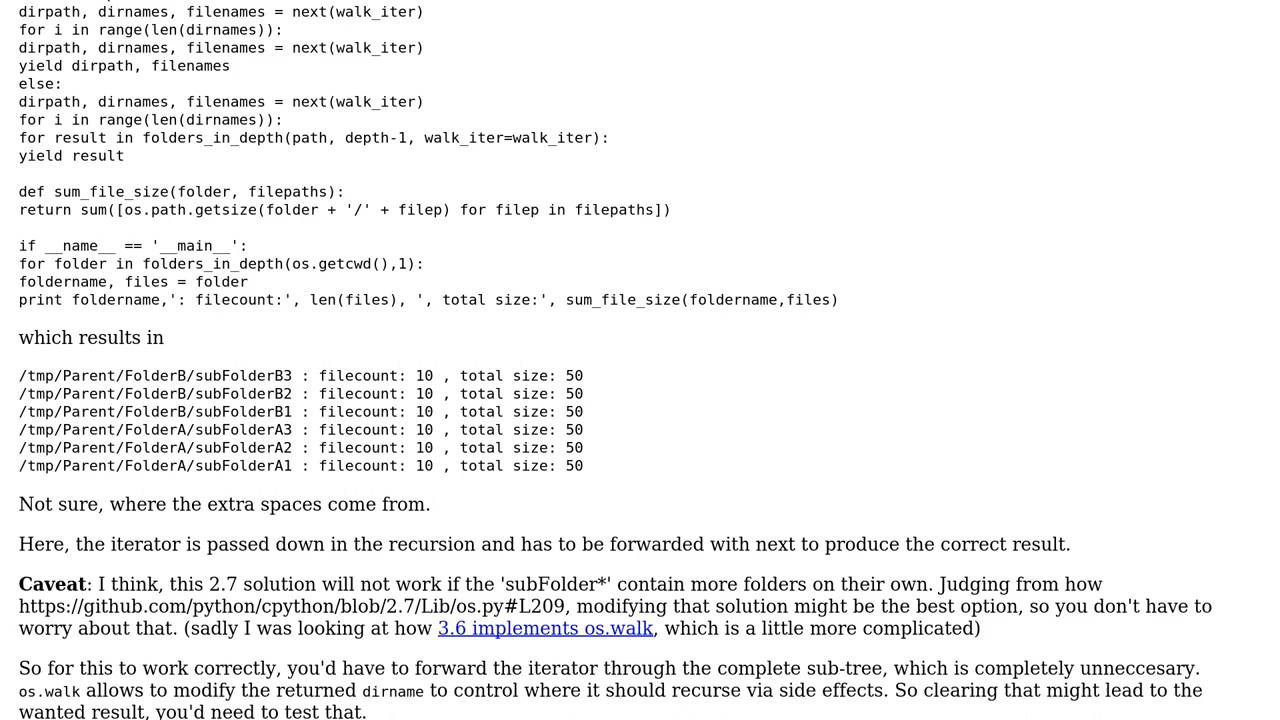 dirpath, dirnames, filenames = next(walk_iter)
for i in range(len(dirnames)):
dirpath, dirnames, filenames = next(walk_iter)
yield dirpath, filenames
else:
dirpath, dirnames, filenames = next(walk_iter)
for i in range(len(dirnames)):
for result in folders_in_depth(path, depth-1, walk_iter=walk_iter):
yield result
def sum_file_size(folder, filepaths):
return sum([os.path.getsize(folder + '/' + filep) for filep in filepaths])
if __name__ == '__main__':
for folder in folders_in_depth(os.getcwd(),1):
foldername, files = folder
print foldername,': filecount:', len(files), ', total size:', sum_file_size(foldername,files)
which results in
/tmp/Parent/FolderB/subFolderB3 : filecount: 10 , total size: 50
/tmp/Parent/FolderB/subFolderB2 : filecount: 10 , total size: 50
/tmp/Parent/FolderB/subFolderB1 : filecount: 10 , total size: 50
/tmp/Parent/FolderA/subFolderA3 : filecount: 10 , total size: 50
/tmp/Parent/FolderA/subFolderA2 : filecount: 10 , total size: 50
/tmp/Parent/FolderA/subFolderA1 : filecount: 10 , total size: 50
Not sure, where the extra spaces come from.
Here, the iterator is passed down in the recursion and has to be forwarded with next to produce the correct result.
Caveat: I think, this 2.7 solution will not work if the 'subFolder*' contain more folders on their own. Judging from how
https://github.com/python/cpython/blob/2.7/Lib/os.py#L209, modifying that solution might be the best option, so you don't have to
worry about that. (sadly I was looking at how 3.6 implements os.walk, which is a little more complicated)
So for this to work correctly, you'd have to forward the iterator through the complete sub-tree, which is completely unneccesary.
os.walk allows to modify the returned dirname to control where it should recurse via side effects. So clearing that might lead to the
wanted result, you'd need to test that.